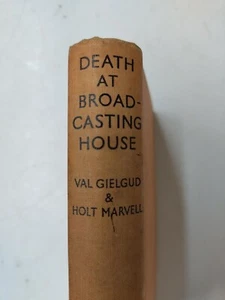 DEATH
AT
BROAD-
CASTING
HOUSE
VAL GIELGUD
&
HOLT MARVELL